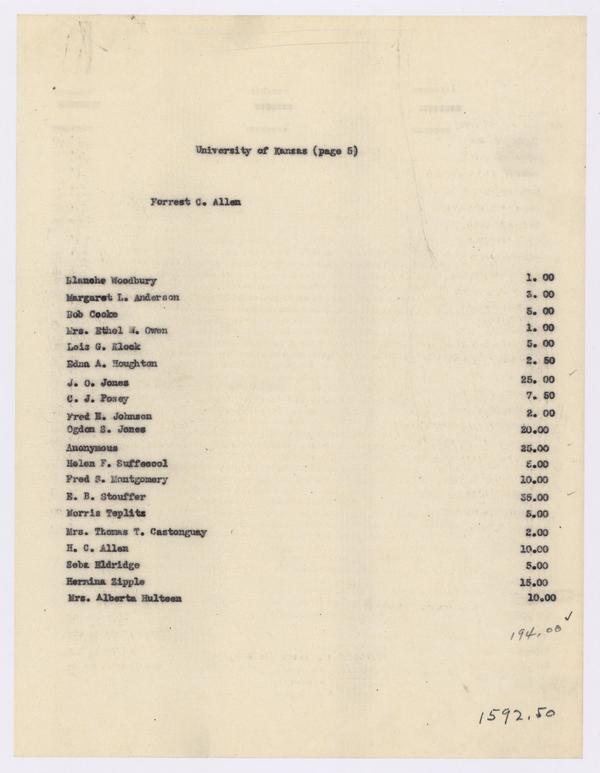 University of Kansas (page 5)
Forrest C. Allen
Blanche Woodbury 1. 00
Margaret L. Anderson 3. 00
Bob Cooke 5. 00
Mrs. Ethel M. Owen 1. 00
Lois G. Klock 5. 00
Edna A. Houghton 2. 50
J. O. Jones 25. 00
C. J. Posey 7. 50
Fred E. Johnson 2. 00
Ogden S. Jones 20.00
Anonymous 25.00
Helen F. Suffecool 5.00
Fred S. Montgomery 10.00
E. B. Stouffer 35.00
Morris Teplitz 5.00
Mrs. Thomas T. Castonguay 2.00
H. C. Allen 10.00
Seba Eldridge 5.00
Hermina Zipple 15.00
Mrs. Alberta Hulteen 10.00
194.00 ✓
1592.50